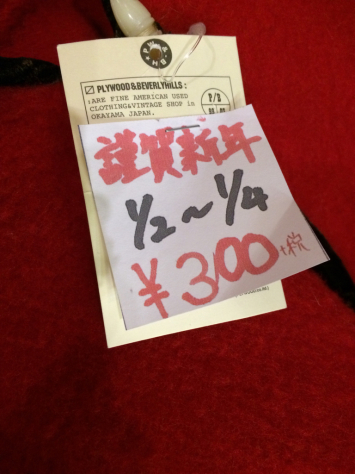 PLYWOOD&BEVERLYHILLS:
:ARE FINE AMERICAN USED
CLOTHING&VINTAGE SHOP in
OKAYAMA JAPAN.
P/B
謹賀新年
1/2~1/4
¥300+税